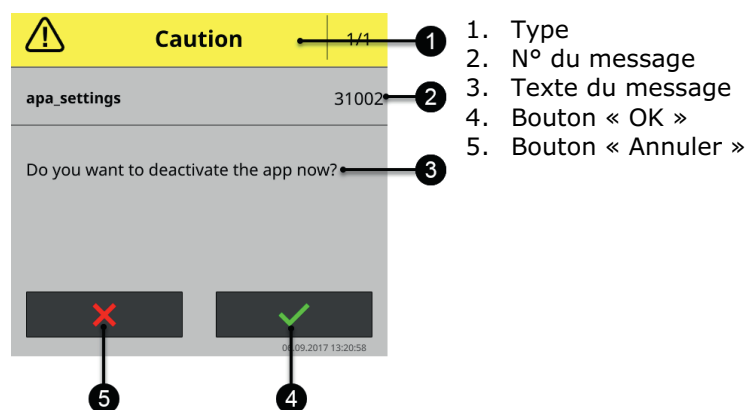 Caution
1/1
1
apa_settings
31002
2
Do you want to deactivate the app now?
3
06.09.2017 13:20:58
5
4
1. Type
2. N° du message
3. Texte du message
4. Bouton « OK »
5. Bouton « Annuler »